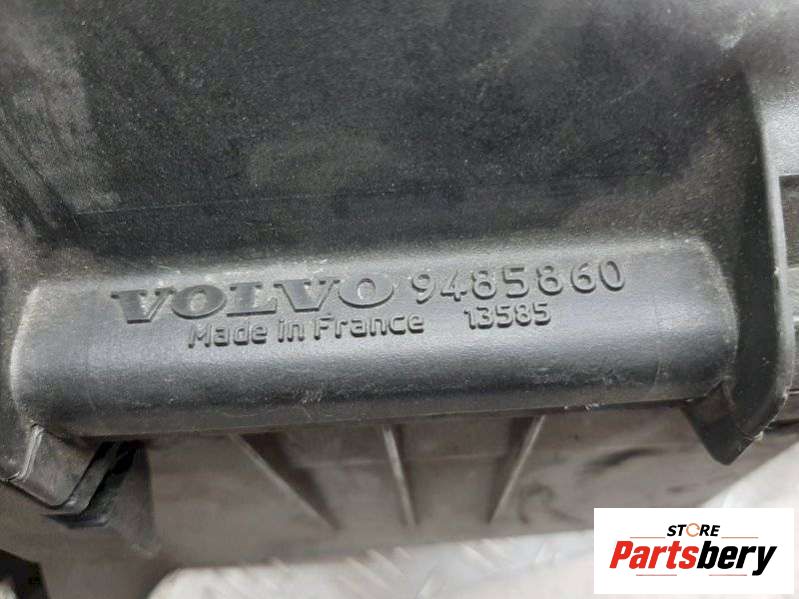 VOLVO 9485860
Made in France 13585
STORE
Partsbery